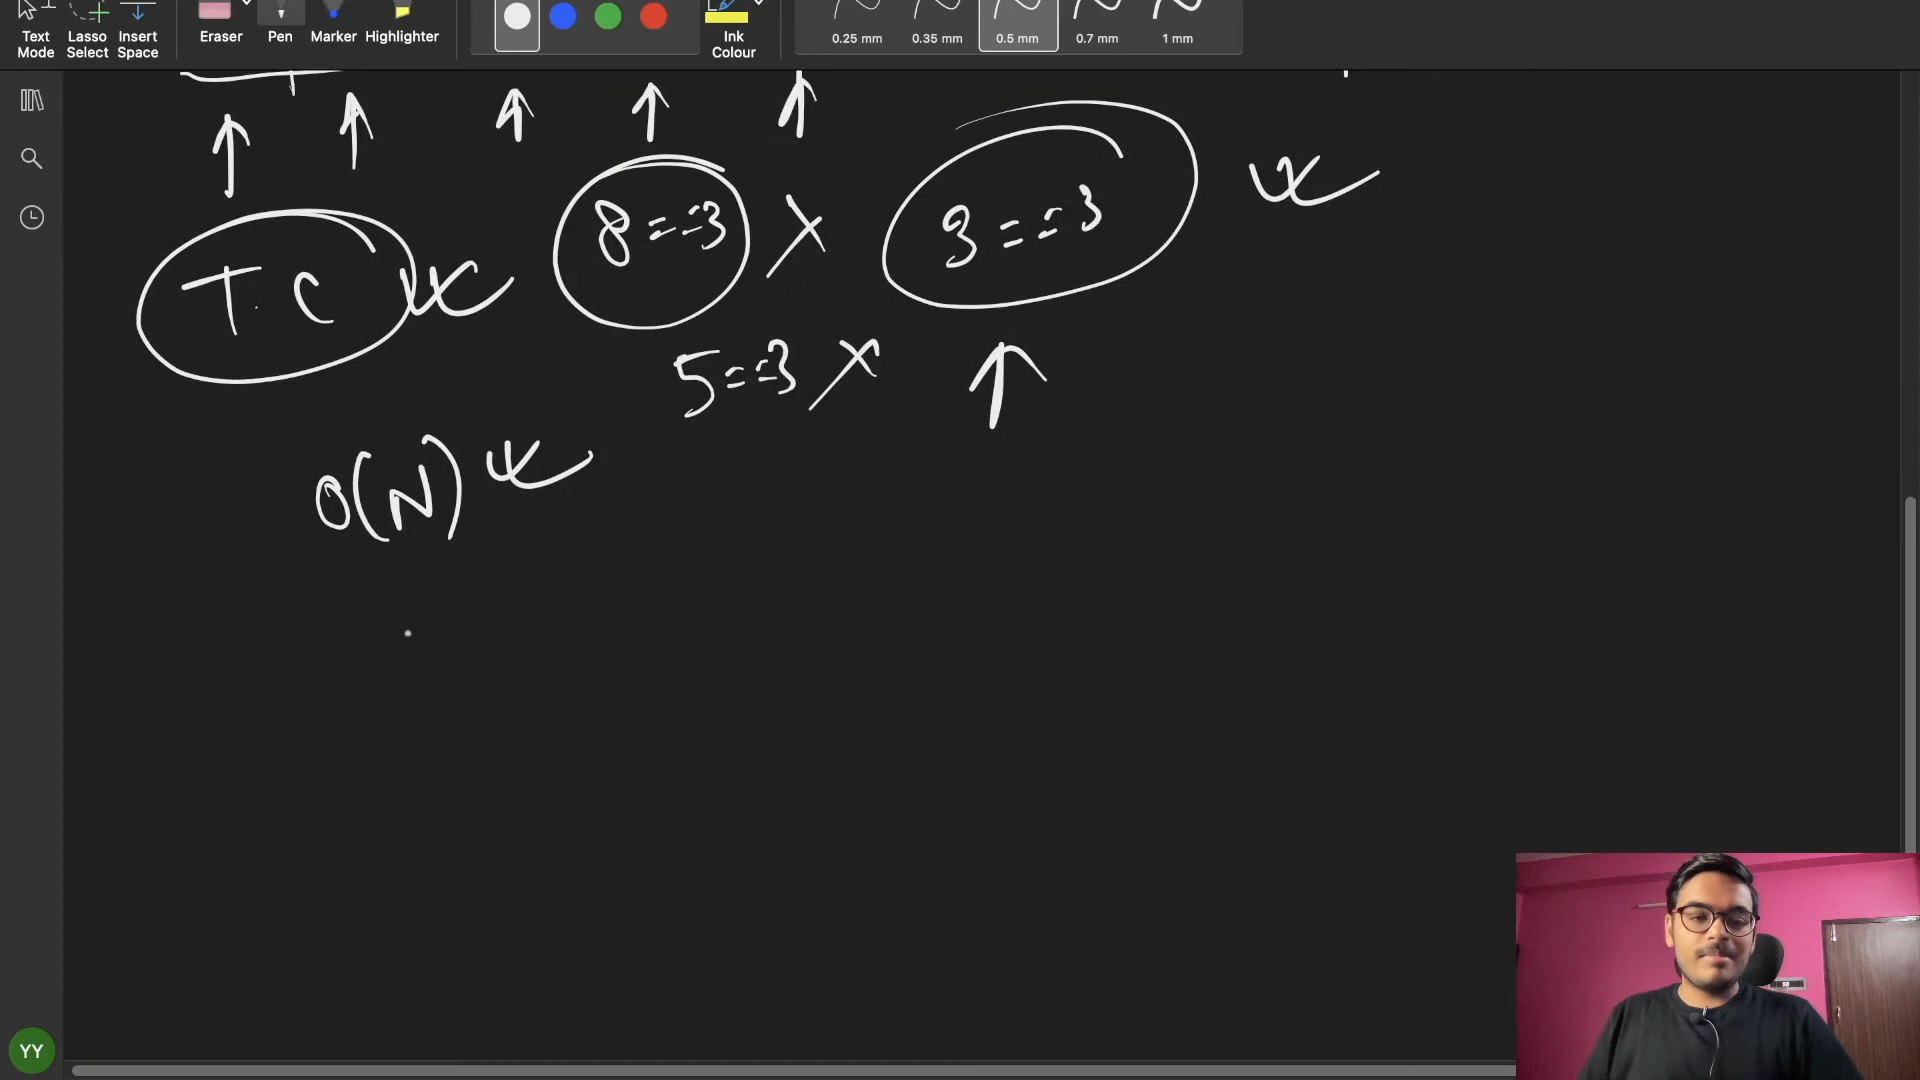 Text Mode
Lasso Select
Insert Space
Eraser
Pen
Marker
Highlighter
Ink Colour
0.25 mm
0.35 mm
0.5 mm
0.7 mm
1 mm
8 == 3
3 == 3
T.C
5 == 3
O(N)
YY